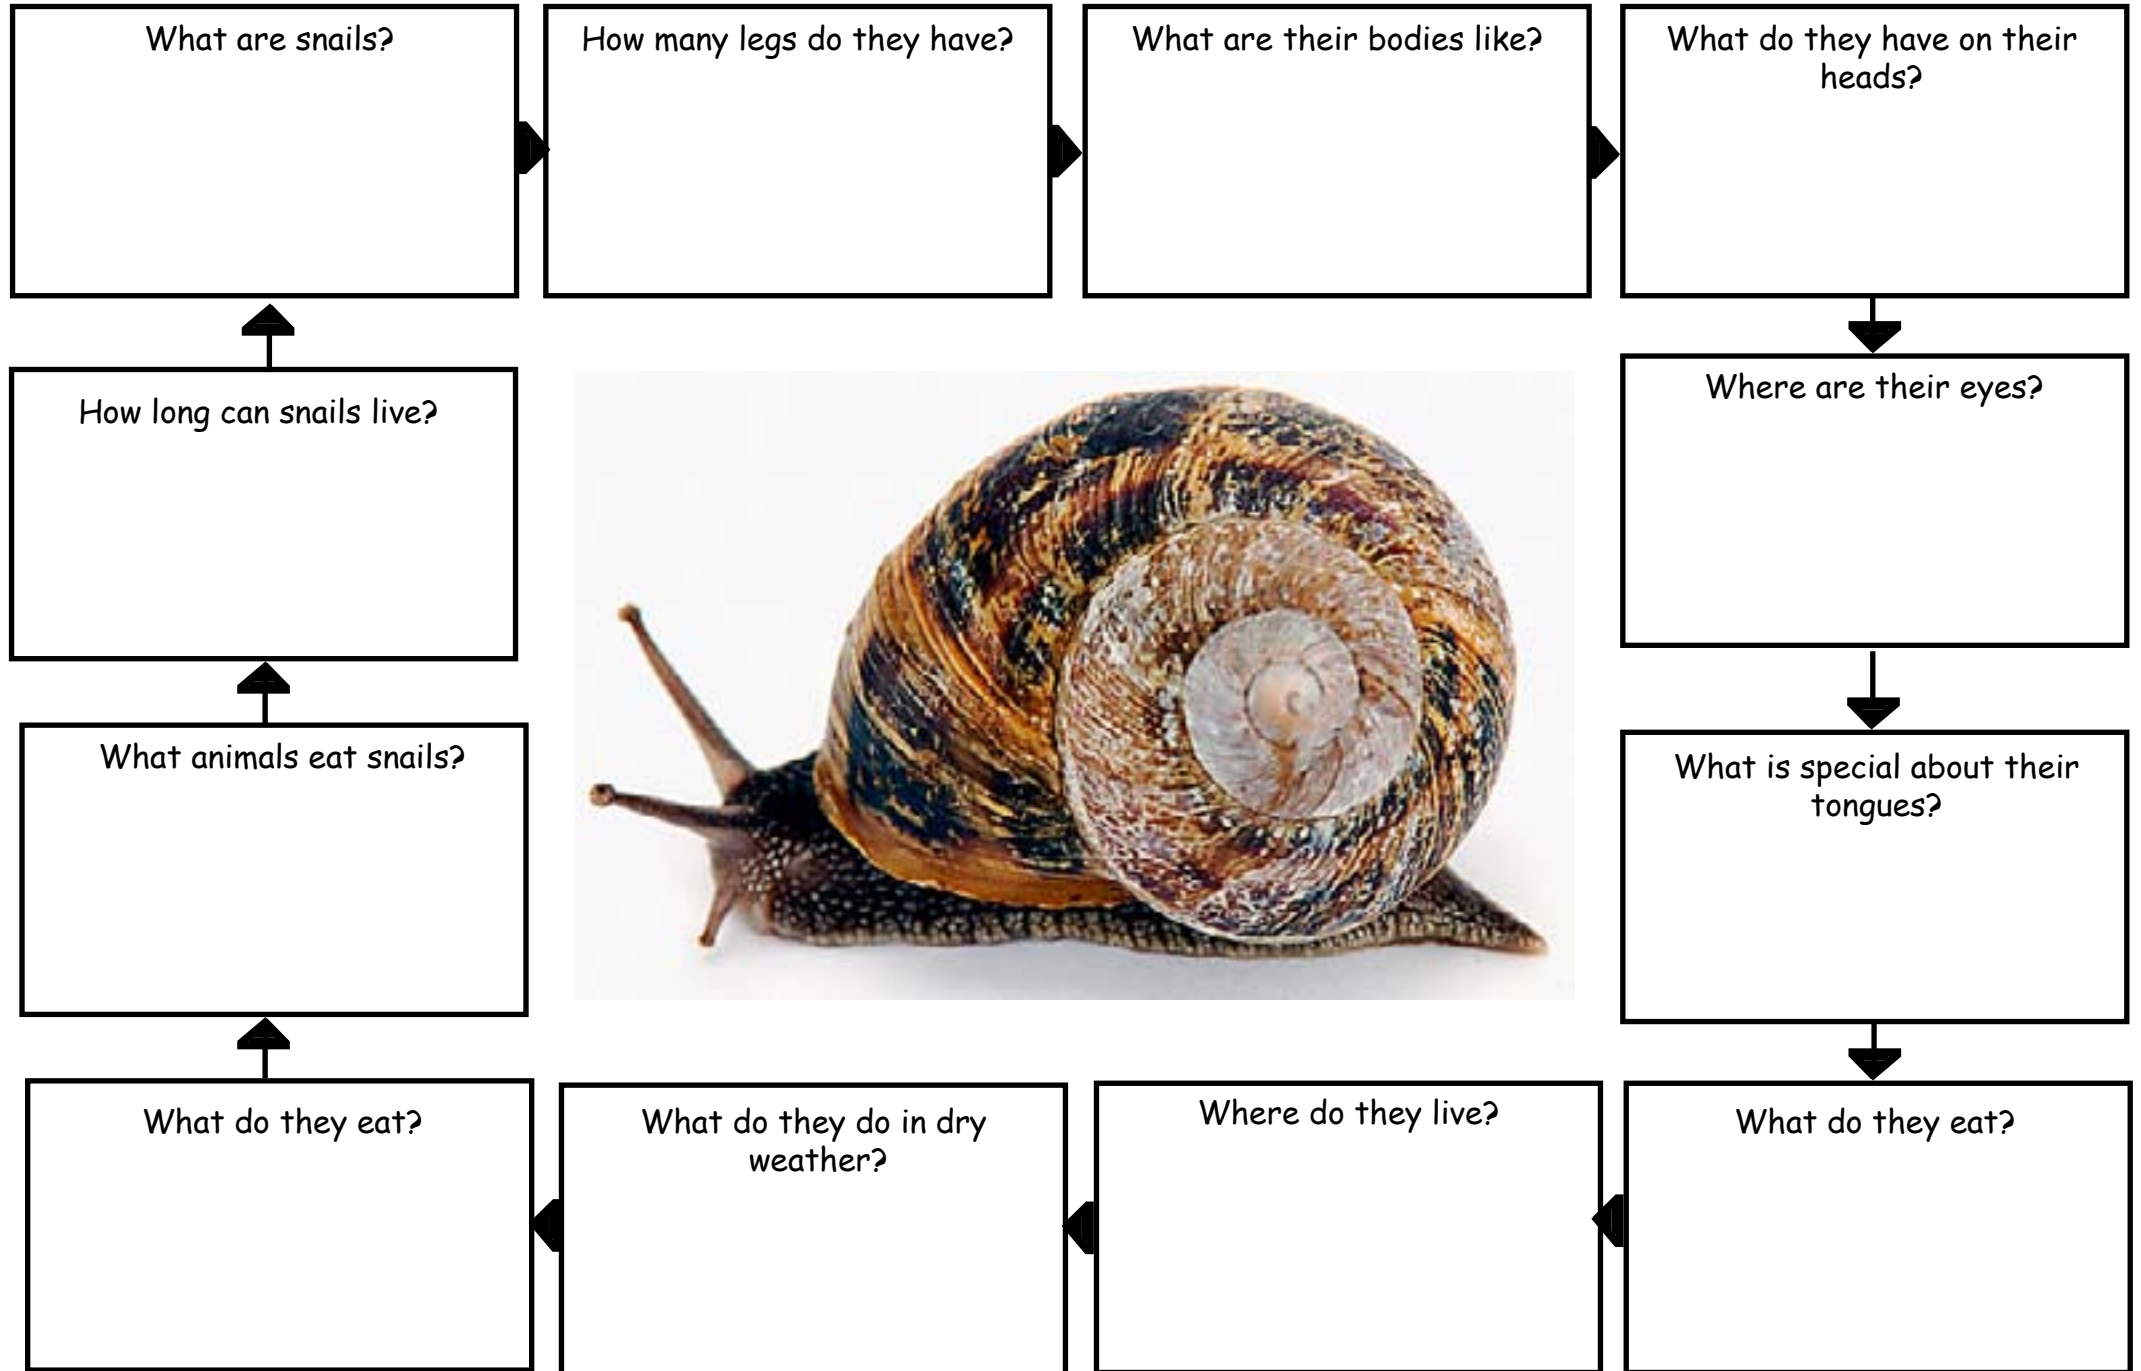 What are snails?
How many legs do they have?
What are their bodies like?
What do they have on their
heads?
Where are their eyes?
What is special about their
tongues?
What do they eat?
Where do they live?
What do they do in dry
weather?
What do they eat?
What animals eat snails?
How long can snails live?